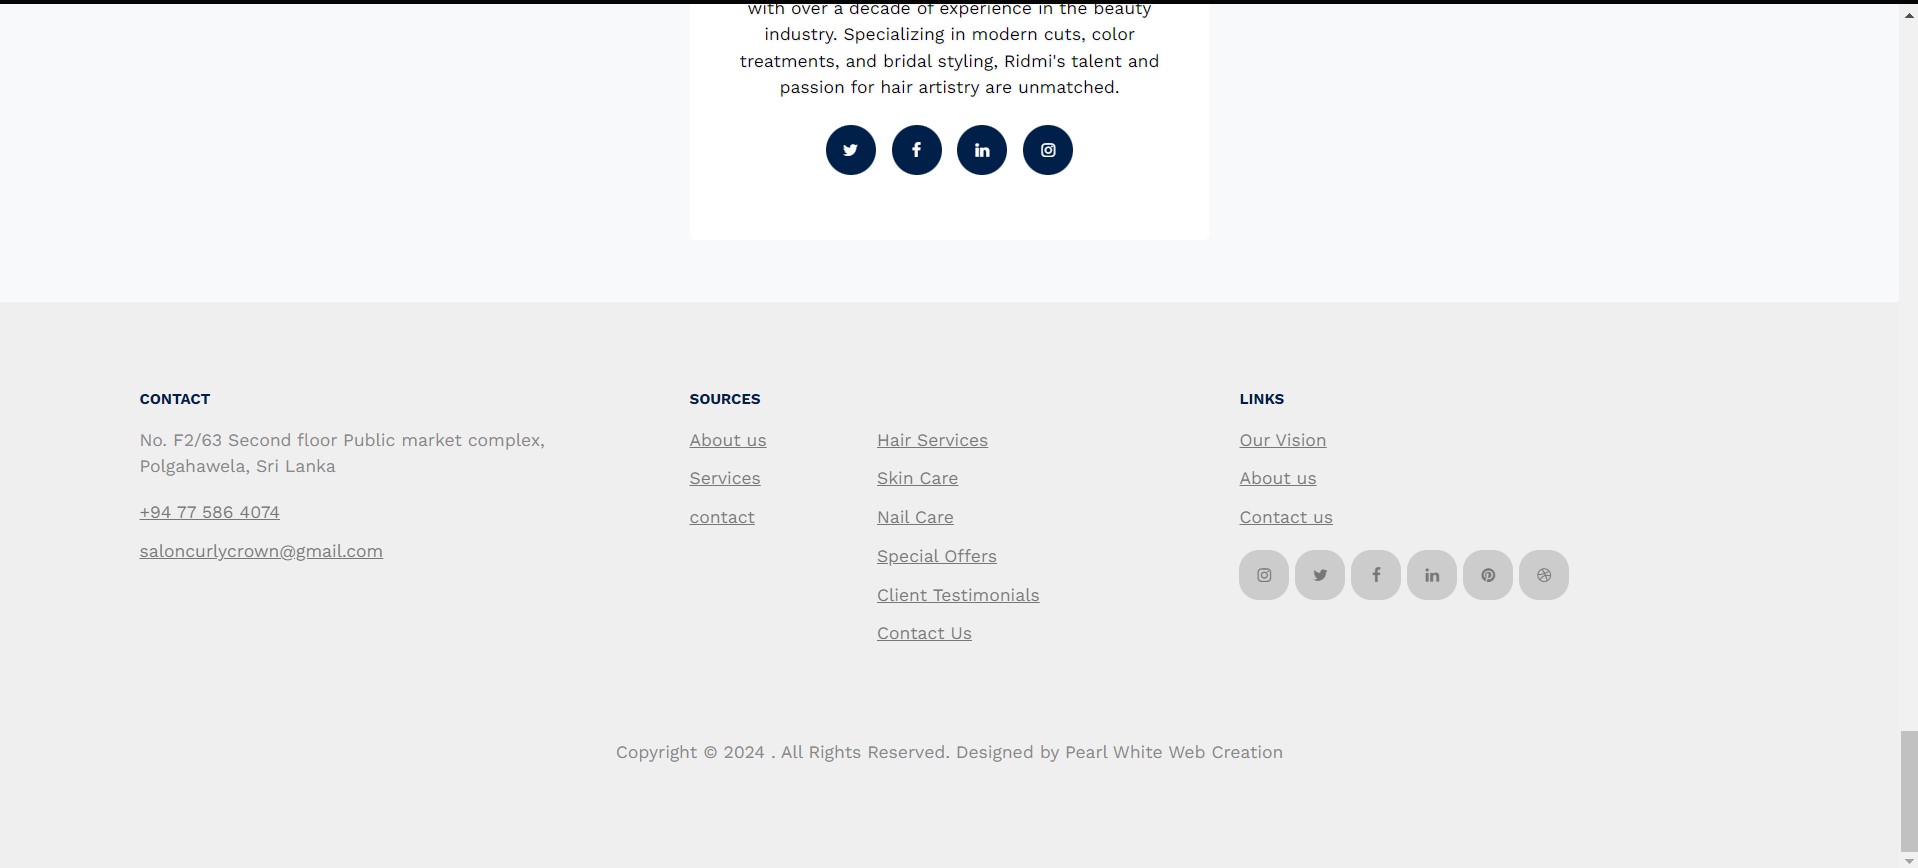 with over a decade of experience in the beauty
industry. Specializing in modern cuts, color
treatments, and bridal styling, Ridmi's talent and
passion for hair artistry are unmatched.
CONTACT
No. F2/63 Second floor Public market complex,
Polgahawela, Sri Lanka
+94 77 586 4074
saloncurlycrown@gmail.com
SOURCES
About us
Services
contact
Hair Services
Skin Care
Nail Care
Special Offers
Client Testimonials
Contact Us
LINKS
Our Vision
About us
Contact us
Copyright © 2024 . All Rights Reserved. Designed by Pearl White Web Creation